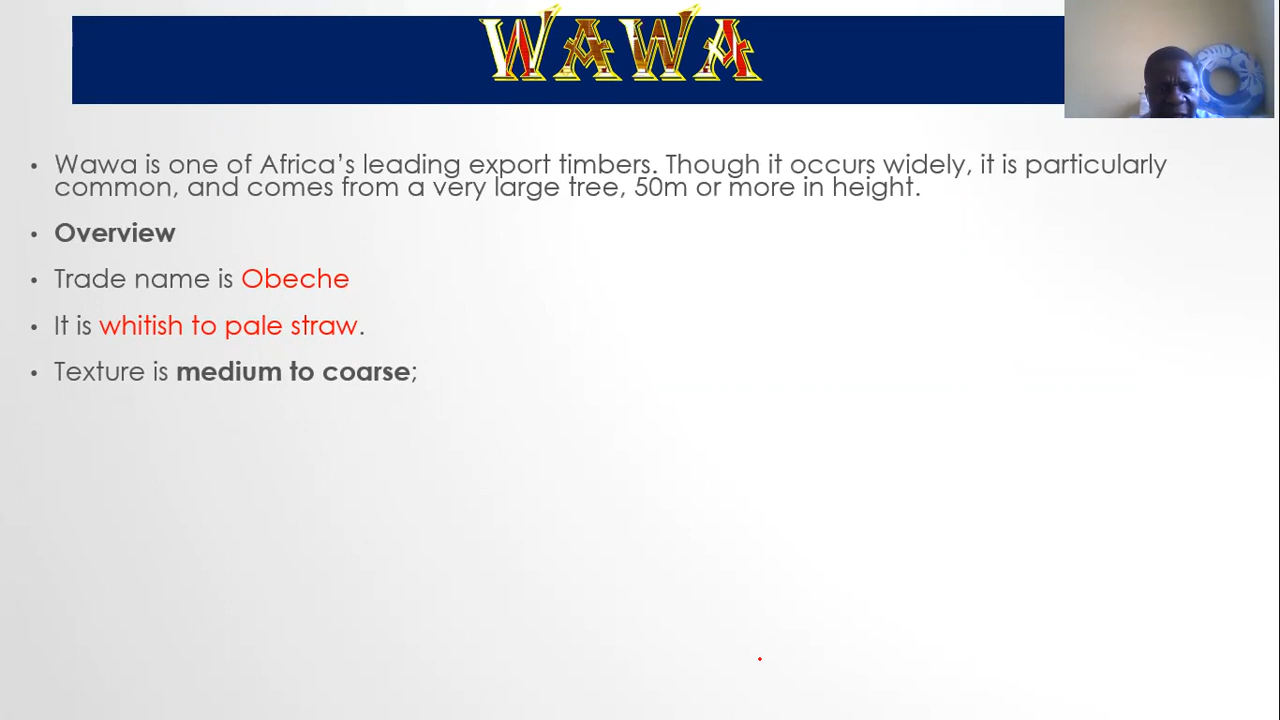 WAWA
• Wawa is one of Africa’s leading export timbers. Though it occurs widely, it is particularly
common, and comes from a very large tree, 50m or more in height.
• Overview
• Trade name is Obeche
• It is whitish to pale straw.
• Texture is medium to coarse;